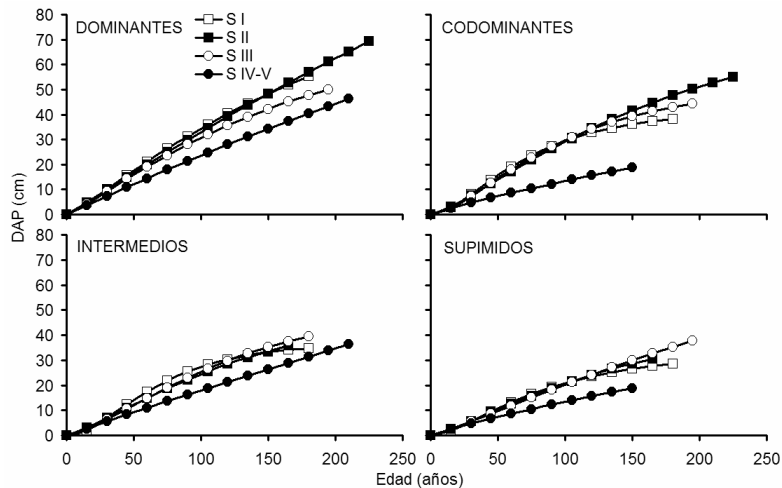 DOMINANTES
S I
S II
S III
S IV-V
CODOMINANTES
80
70
60
50
40
30
20
10
0
DAP (cm)
INTERMEDIOS
SUPIMIDOS
80
70
60
50
40
30
20
10
0
0 50 100 150 200 250
0 50 100 150 200 250
Edad (años)